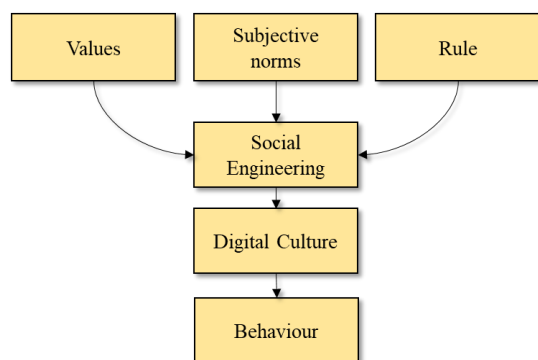 Values
Subjective
norms
Rule
Social
Engineering
Digital Culture
Behaviour